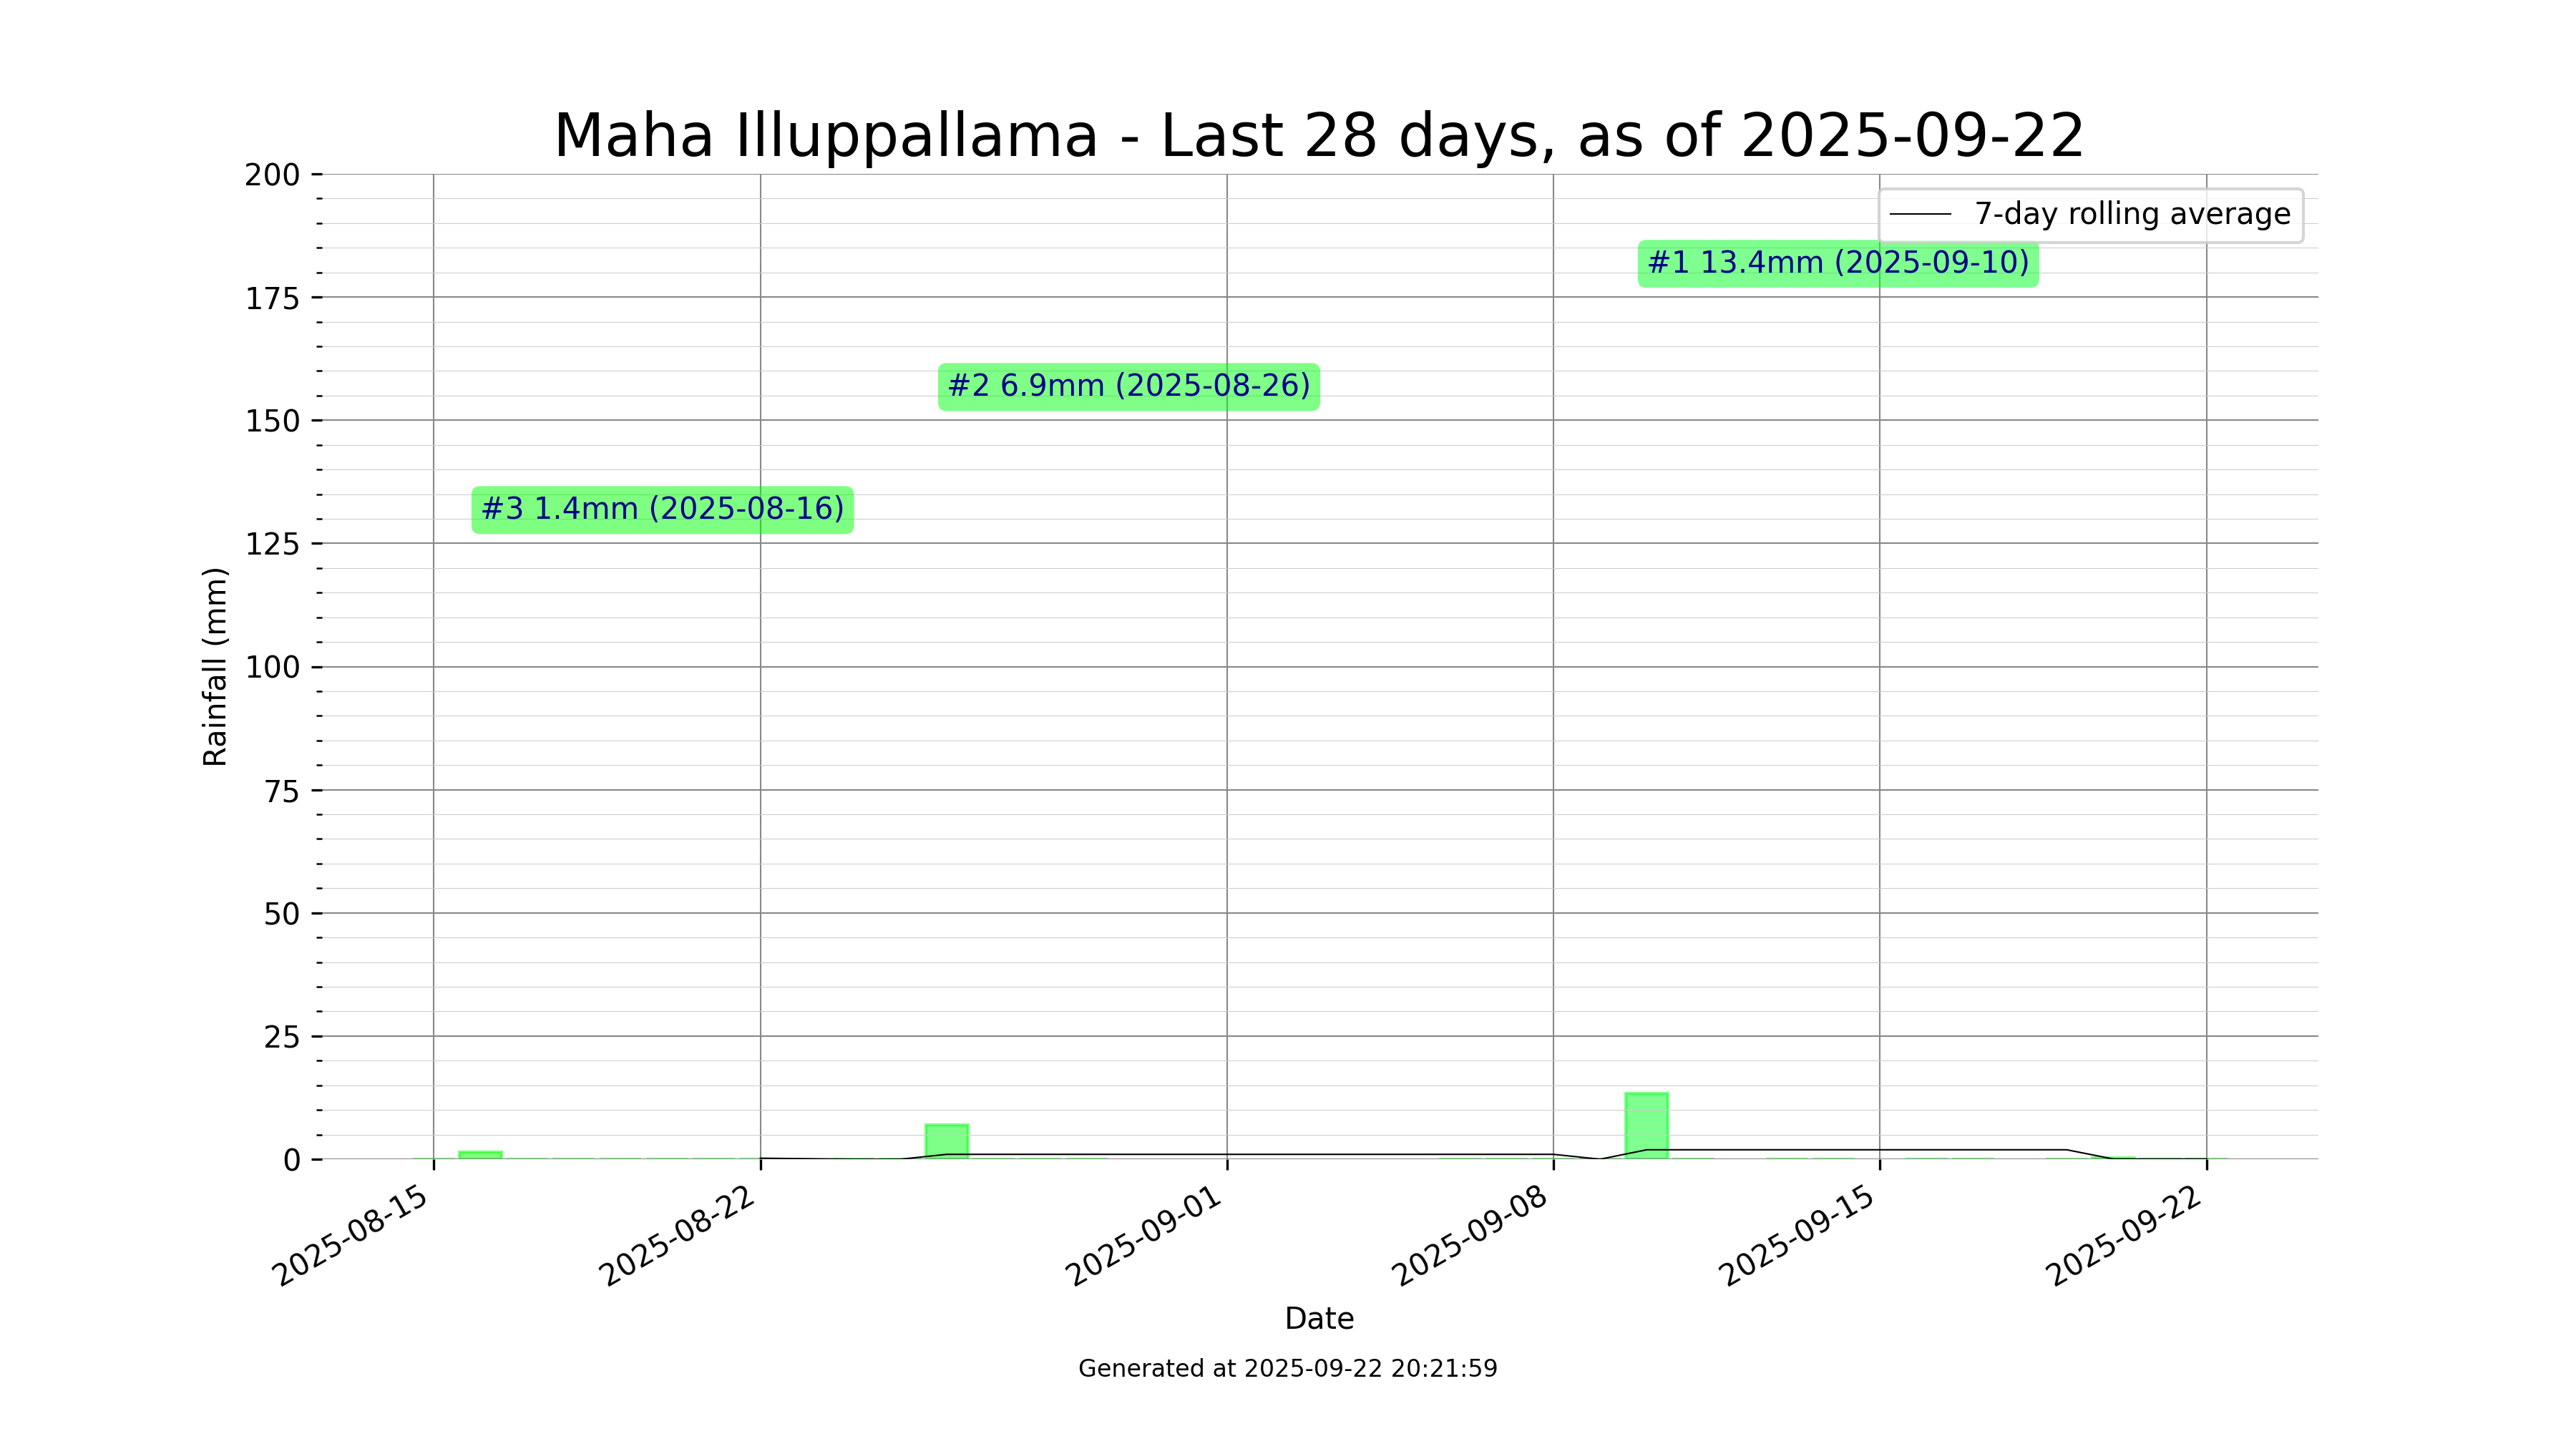 Maha Illuppallama - Last 28 days, as of 2025-09-22
200
175
150
125
100
75
50
25
0
Rainfall (mm)
7-day rolling average
#1 13.4mm (2025-09-10)
#2 6.9mm (2025-08-26)
#3 1.4mm (2025-08-16)
2025-08-15
2025-08-22
2025-09-01
2025-09-08
2025-09-15
2025-09-22
Date
Generated at 2025-09-22 20:21:59